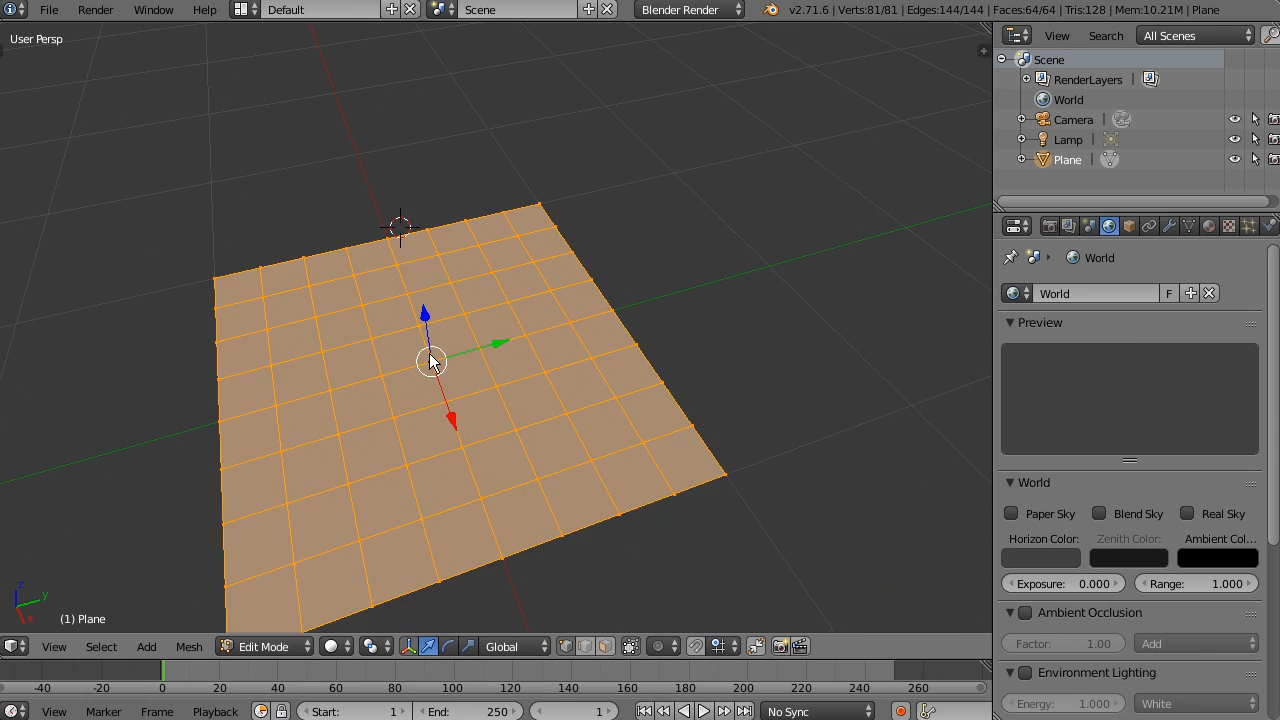 File Render Window Help Default Scene Blender Render v2.71.6 | Verts:81/81 | Edges:144/144 | Faces:64/64 | Tris:128 | Mem:10.21M | Plane
User Persp
View Search All Scenes
Scene
RenderLayers
World
Camera
Lamp
Plane
World
World F
Preview
World
Paper Sky Blend Sky Real Sky
Horizon Color: Zenith Color: Ambient Col...
Exposure: 0.000 Range: 1.000
Ambient Occlusion
Factor: 1.00 Add
Environment Lighting
Energy: 1.000 White
z
y
x
(1) Plane
View Select Add Mesh Edit Mode Global
-40 -20 0 20 40 60 80 100 120 140 160 180 200 220 240 260
View Marker Frame Playback Start: 1 End: 250 1 No Sync